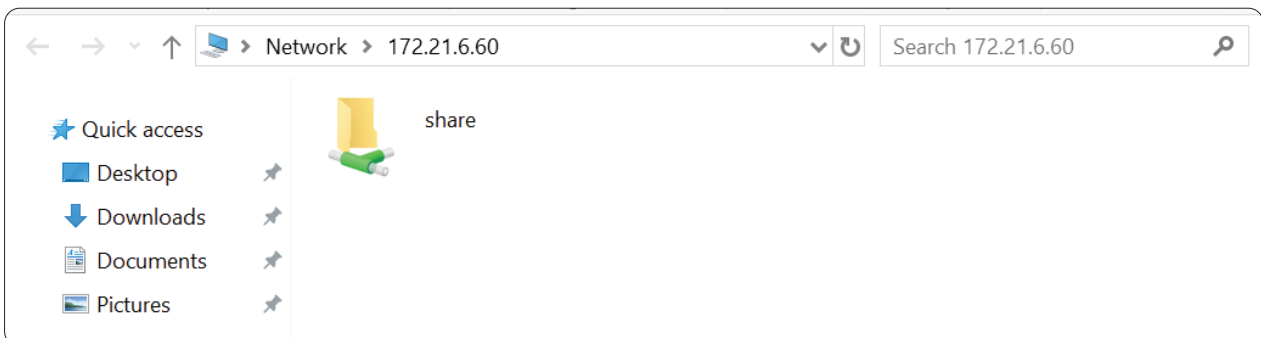 Network > 172.21.6.60
Search 172.21.6.60
Quick access
share
Desktop
Downloads
Documents
Pictures